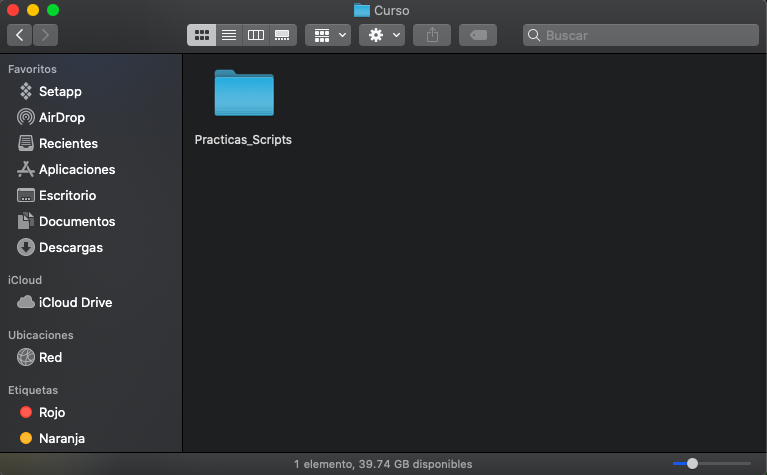 Curso
Buscar
Favoritos
Setapp
AirDrop
Recientes
Aplicaciones
Escritorio
Documentos
Descargas
iCloud
iCloud Drive
Ubicaciones
Red
Etiquetas
Rojo
Naranja
Practicas_Scripts
1 elemento, 39.74 GB disponibles